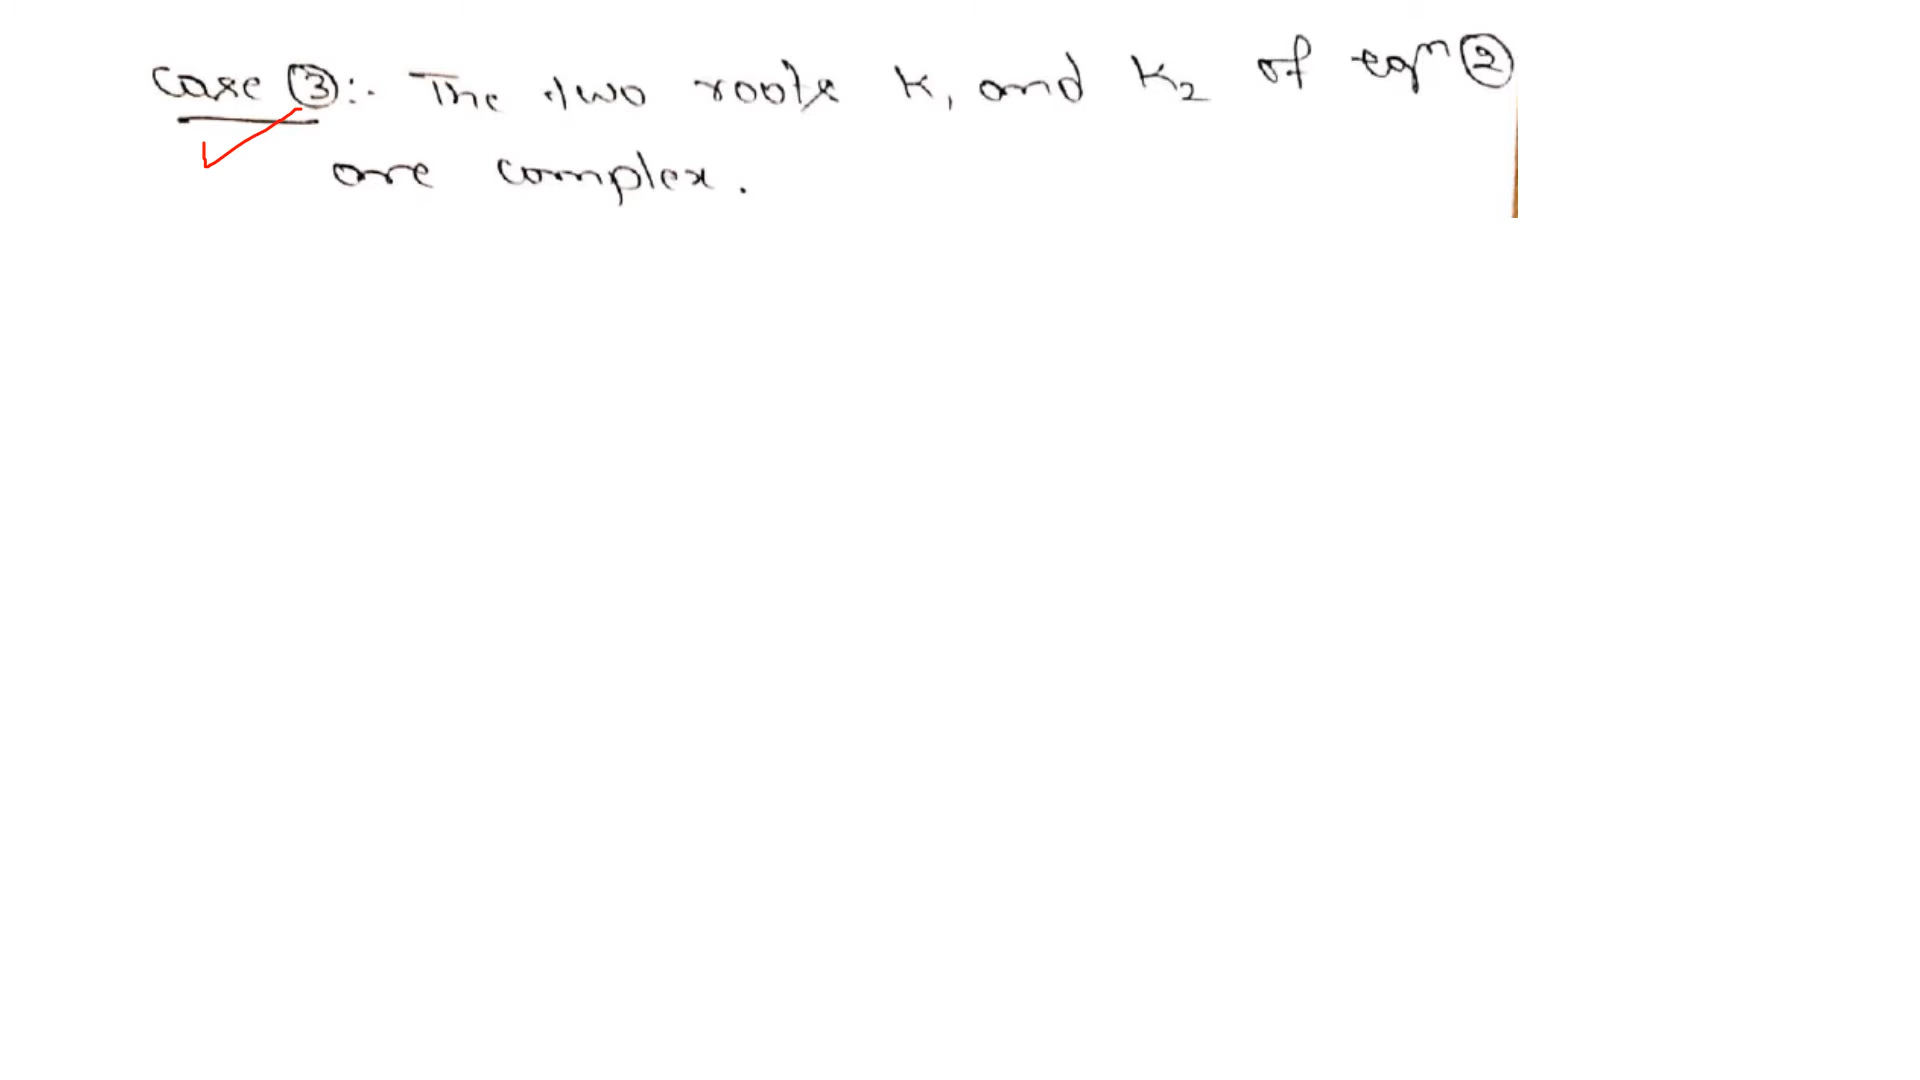 Case ③:- The two roots K₁ and K₂ of eqⁿ ②
are complex.